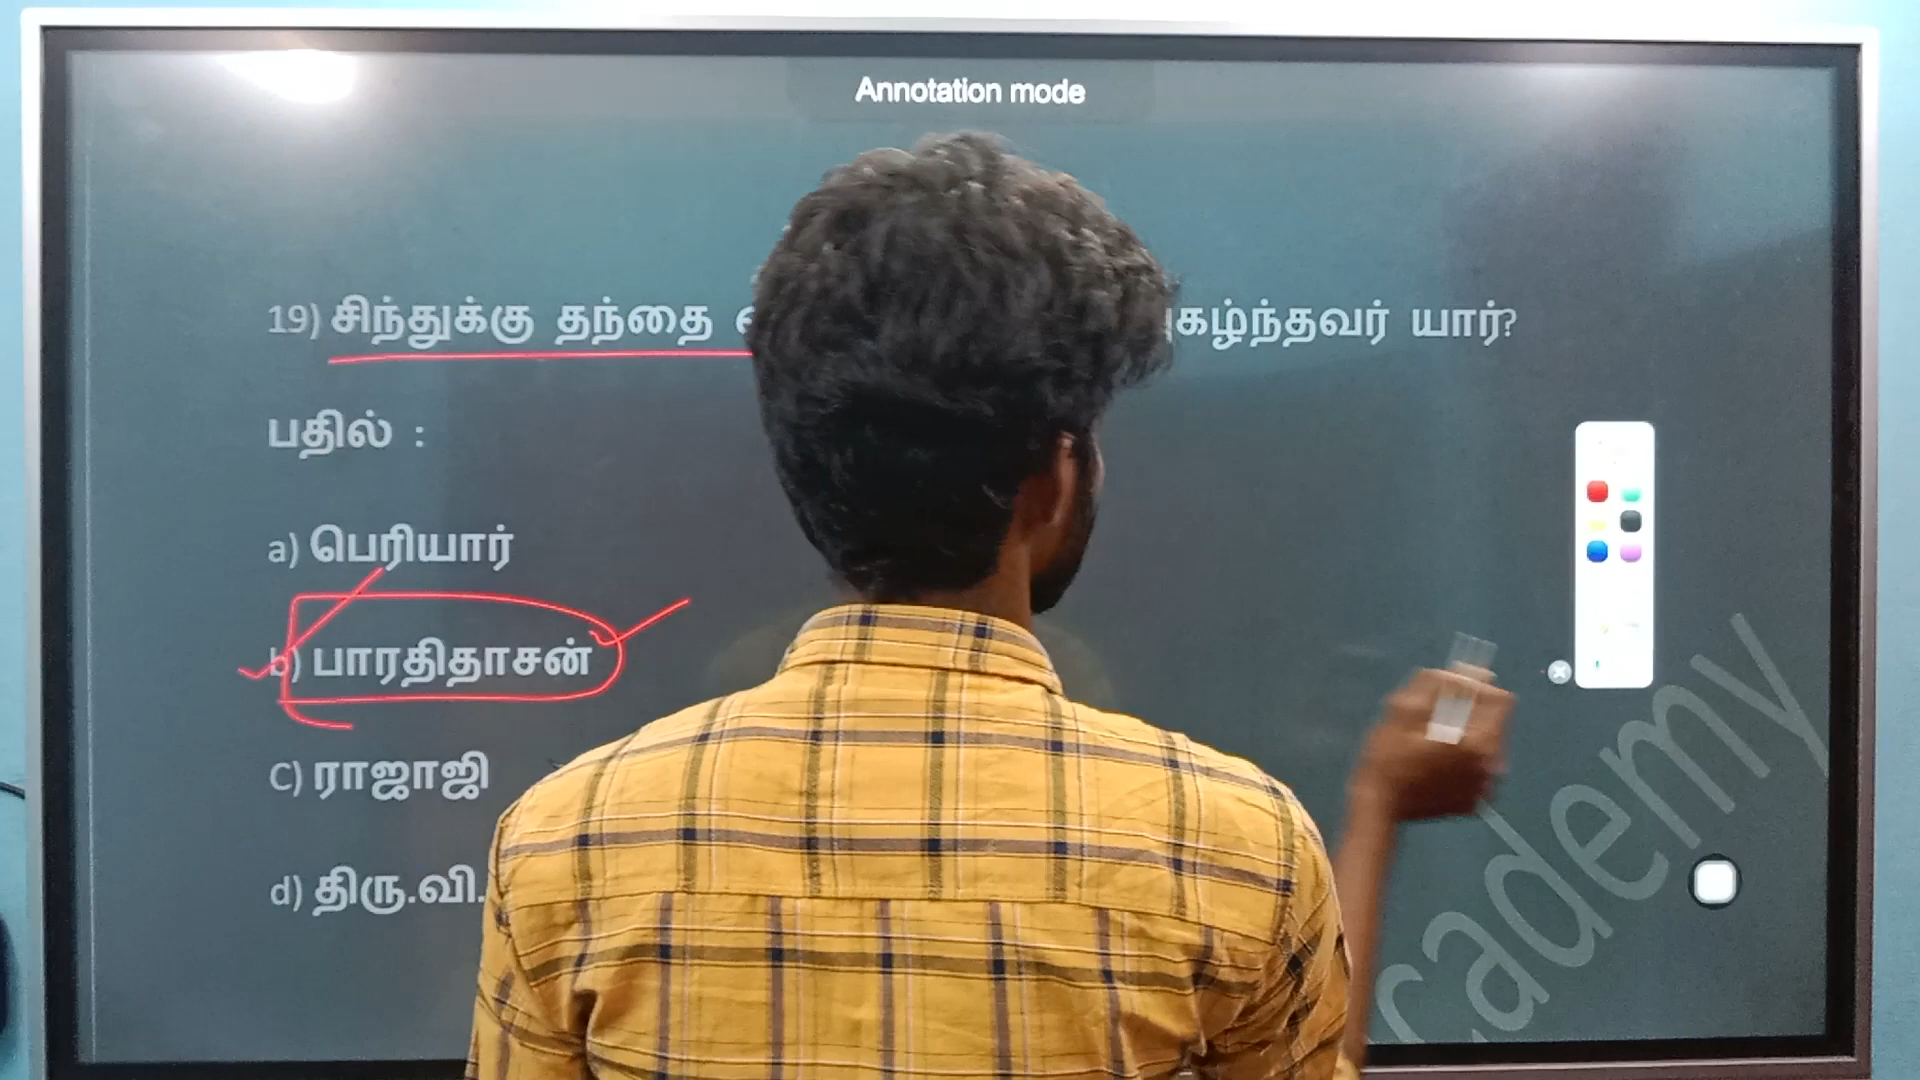 Annotation mode
19) சிந்துக்கு தந்தை புகழ்ந்தவர் யார்?
பதில் :
a) பெரியார்
b) பாரதிதாசன்
C) ராஜாஜி
d) திரு.வி.
cademy